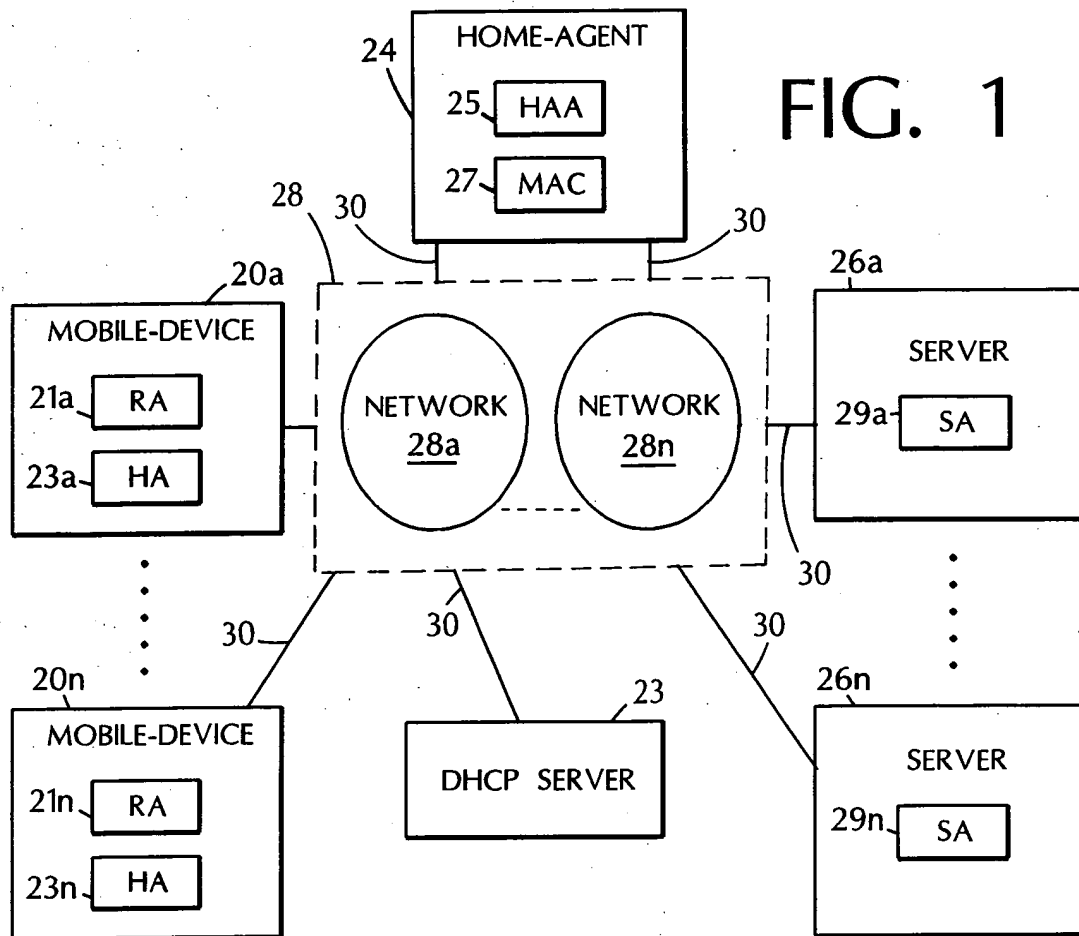 HOME-AGENT
24
25
HAA
27
MAC
FIG. 1
28
30
30
20a
MOBILE-DEVICE
21a
RA
23a
HA
NETWORK
28a
NETWORK
28n
26a
SERVER
29a
SA
30
30
30
30
20n
MOBILE-DEVICE
21n
RA
23n
HA
23
DHCP SERVER
26n
SERVER
29n
SA